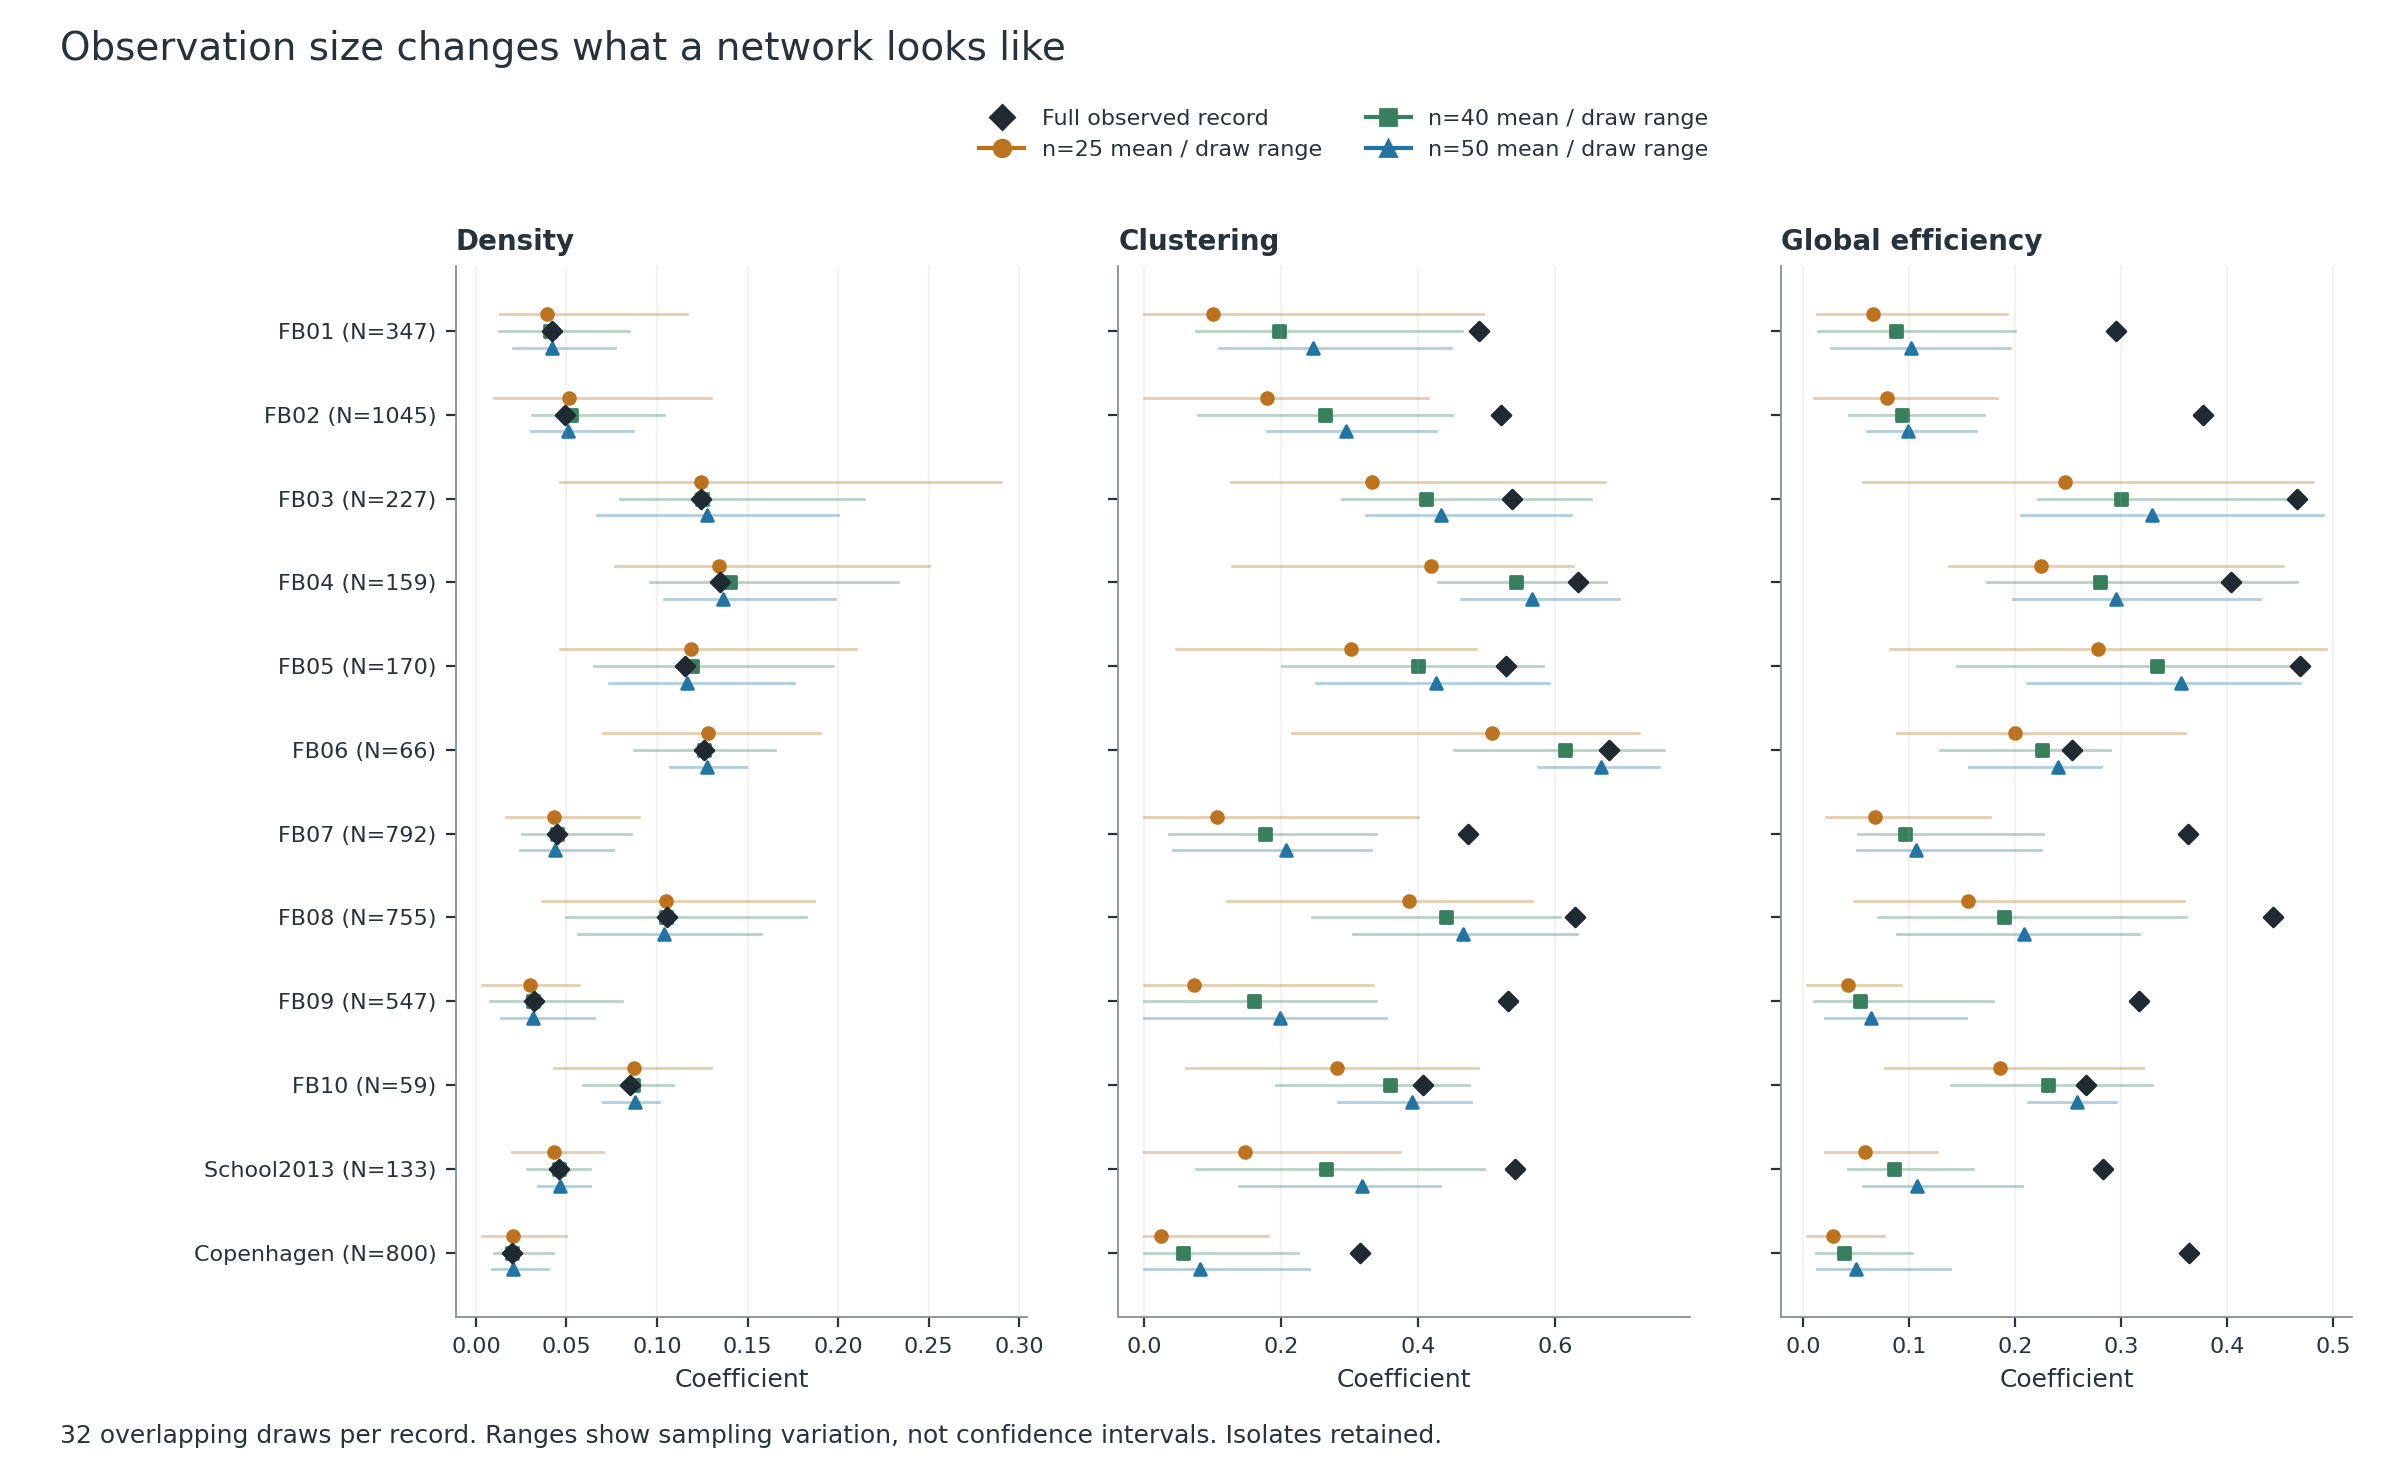 Observation size changes what a network looks like
Full observed record
n=25 mean / draw range
n=40 mean / draw range
n=50 mean / draw range
Density
Clustering
Global efficiency
FB01 (N=347)
FB02 (N=1045)
FB03 (N=227)
FB04 (N=159)
FB05 (N=170)
FB06 (N=66)
FB07 (N=792)
FB08 (N=755)
FB09 (N=547)
FB10 (N=59)
School2013 (N=133)
Copenhagen (N=800)
0.00 0.05 0.10 0.15 0.20 0.25 0.30
Coefficient
0.0 0.2 0.4 0.6
Coefficient
0.0 0.1 0.2 0.3 0.4 0.5
Coefficient
32 overlapping draws per record. Ranges show sampling variation, not confidence intervals. Isolates retained.